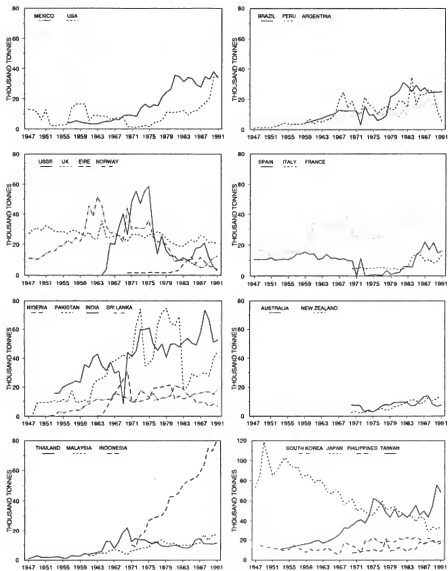 MEXICO USA
THOUSAND TONNES
80
60
40
20
0
1947 1951 1955 1959 1963 1967 1971 1975 1979 1983 1987 1991
BRAZIL PERU ARGENTINA
THOUSAND TONNES
80
60
40
20
0
1947 1951 1955 1959 1963 1967 1971 1975 1979 1983 1987 1991
USSR UK EIRE NORWAY
THOUSAND TONNES
80
60
40
20
0
1947 1951 1955 1959 1963 1967 1971 1975 1979 1983 1987 1991
SPAIN ITALY FRANCE
THOUSAND TONNES
80
60
40
20
0
1947 1951 1955 1959 1963 1967 1971 1975 1979 1983 1987 1991
NIGERIA PAKISTAN INDIA SRI LANKA
THOUSAND TONNES
80
60
40
20
0
1947 1951 1955 1959 1963 1967 1971 1975 1979 1983 1987 1991
AUSTRALIA NEW ZEALAND
THOUSAND TONNES
80
60
40
20
0
1947 1951 1955 1959 1963 1967 1971 1975 1979 1983 1987 1991
THAILAND MALAYSIA INDONESIA
THOUSAND TONNES
80
60
40
20
0
1947 1951 1955 1959 1963 1967 1971 1975 1979 1983 1987 1991
SOUTH KOREA JAPAN PHILIPPINES TAIWAN
THOUSAND TONNES
120
100
80
60
40
20
0
1947 1951 1955 1959 1963 1967 1971 1975 1979 1983 1987 1991